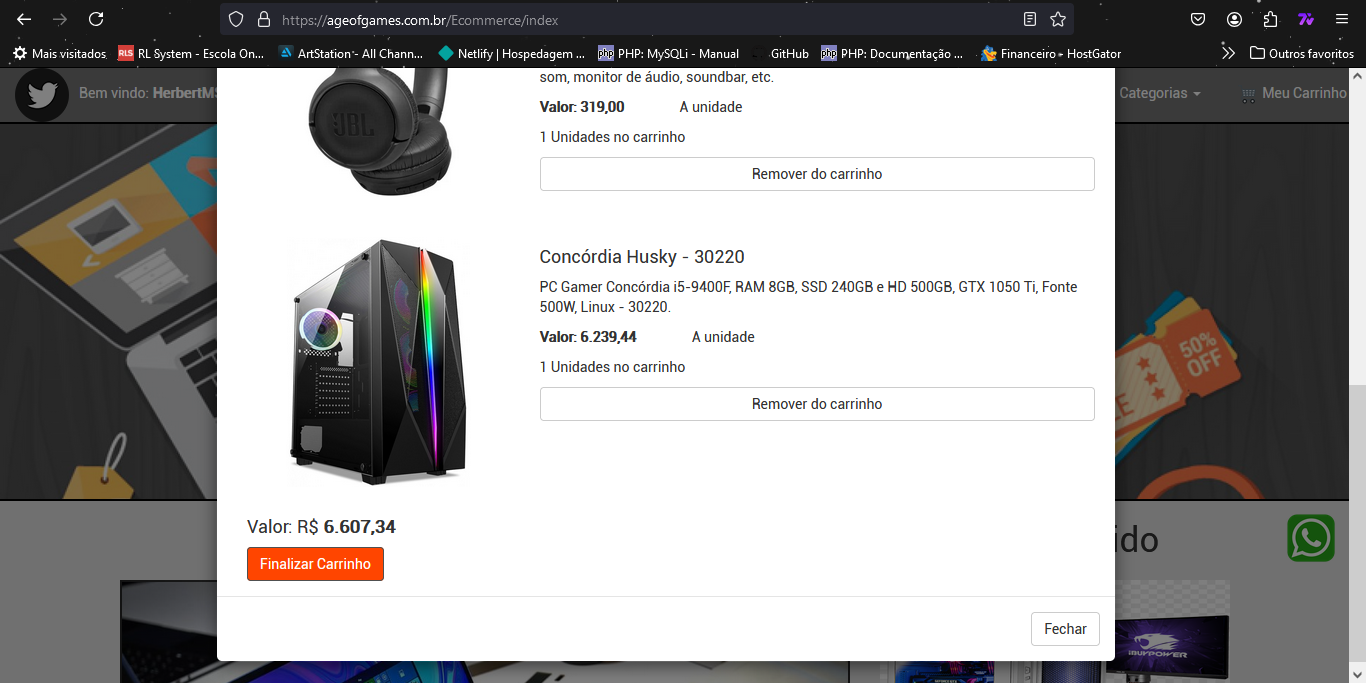 https://ageofgames.com.br/Ecommerce/index
Mais visitados
RLS RL System - Escola On...
ArtStation - All Chann...
Netlify | Hospedagem ...
php PHP: MySQLi - Manual
GitHub
php PHP: Documentação ...
Financeiro - HostGator
Outros favoritos
Bem vindo: HerbertMS
Categorias
Meu Carrinho
som, monitor de áudio, soundbar, etc.
Valor: 319,00 A unidade
1 Unidades no carrinho
Remover do carrinho
JBL
Concórdia Husky - 30220
PC Gamer Concórdia i5-9400F, RAM 8GB, SSD 240GB e HD 500GB, GTX 1050 Ti, Fonte
500W, Linux - 30220.
Valor: 6.239,44 A unidade
1 Unidades no carrinho
Remover do carrinho
50%
OFF
Valor: R$ 6.607,34
Finalizar Carrinho
ido
iBUYPOWER
Fechar